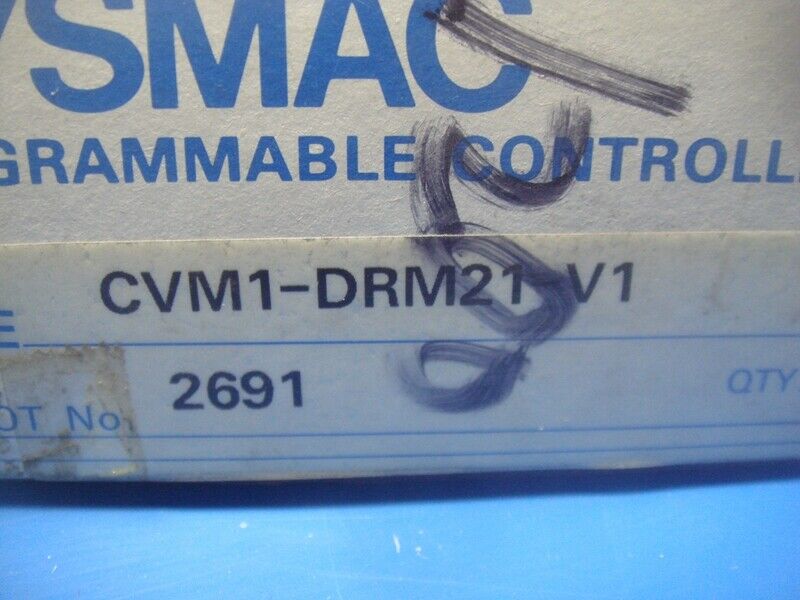 YSMAC
GRAMMABLE CONTROLL
CVM1-DRM21-V1
E
2691
OT No.
QTY